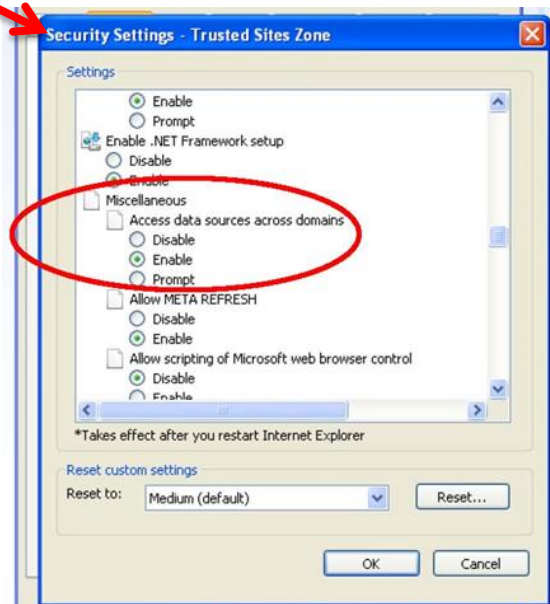 Security Settings - Trusted Sites Zone
Settings
Enable
Prompt
Enable .NET Framework setup
Disable
Enable
Miscellaneous
Access data sources across domains
Disable
Enable
Prompt
Allow META REFRESH
Disable
Enable
Allow scripting of Microsoft web browser control
Disable
Enable
*Takes effect after you restart Internet Explorer
Reset custom settings
Reset to: Medium (default) Reset...
OK Cancel